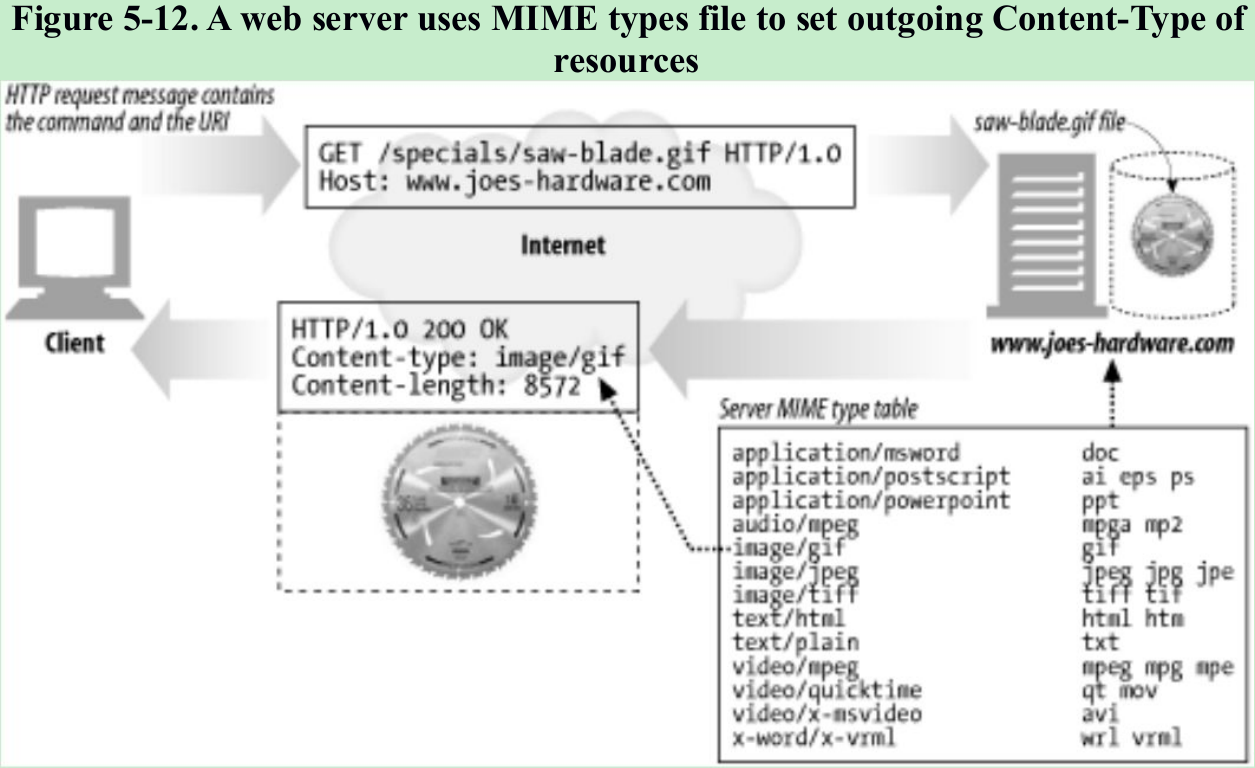 Figure 5-12. A web server uses MIME types file to set outgoing Content-Type of
resources
HTTP request message contains
the command and the URI
GET /specials/saw-blade.gif HTTP/1.0
Host: www.joes-hardware.com
saw-blade.gif file
Internet
Client
HTTP/1.0 200 OK
Content-type: image/gif
Content-length: 8572
www.joes-hardware.com
Server MIME type table
application/msword doc
application/postscript ai eps ps
application/powerpoint ppt
audio/mpeg mpga mp2
image/gif gif
image/jpeg jpeg jpg jpe
image/tiff tiff tif
text/html html htm
text/plain txt
video/mpeg mpeg mpg mpe
video/quicktime qt mov
video/x-msvideo avi
x-word/x-vrml wrl vrml